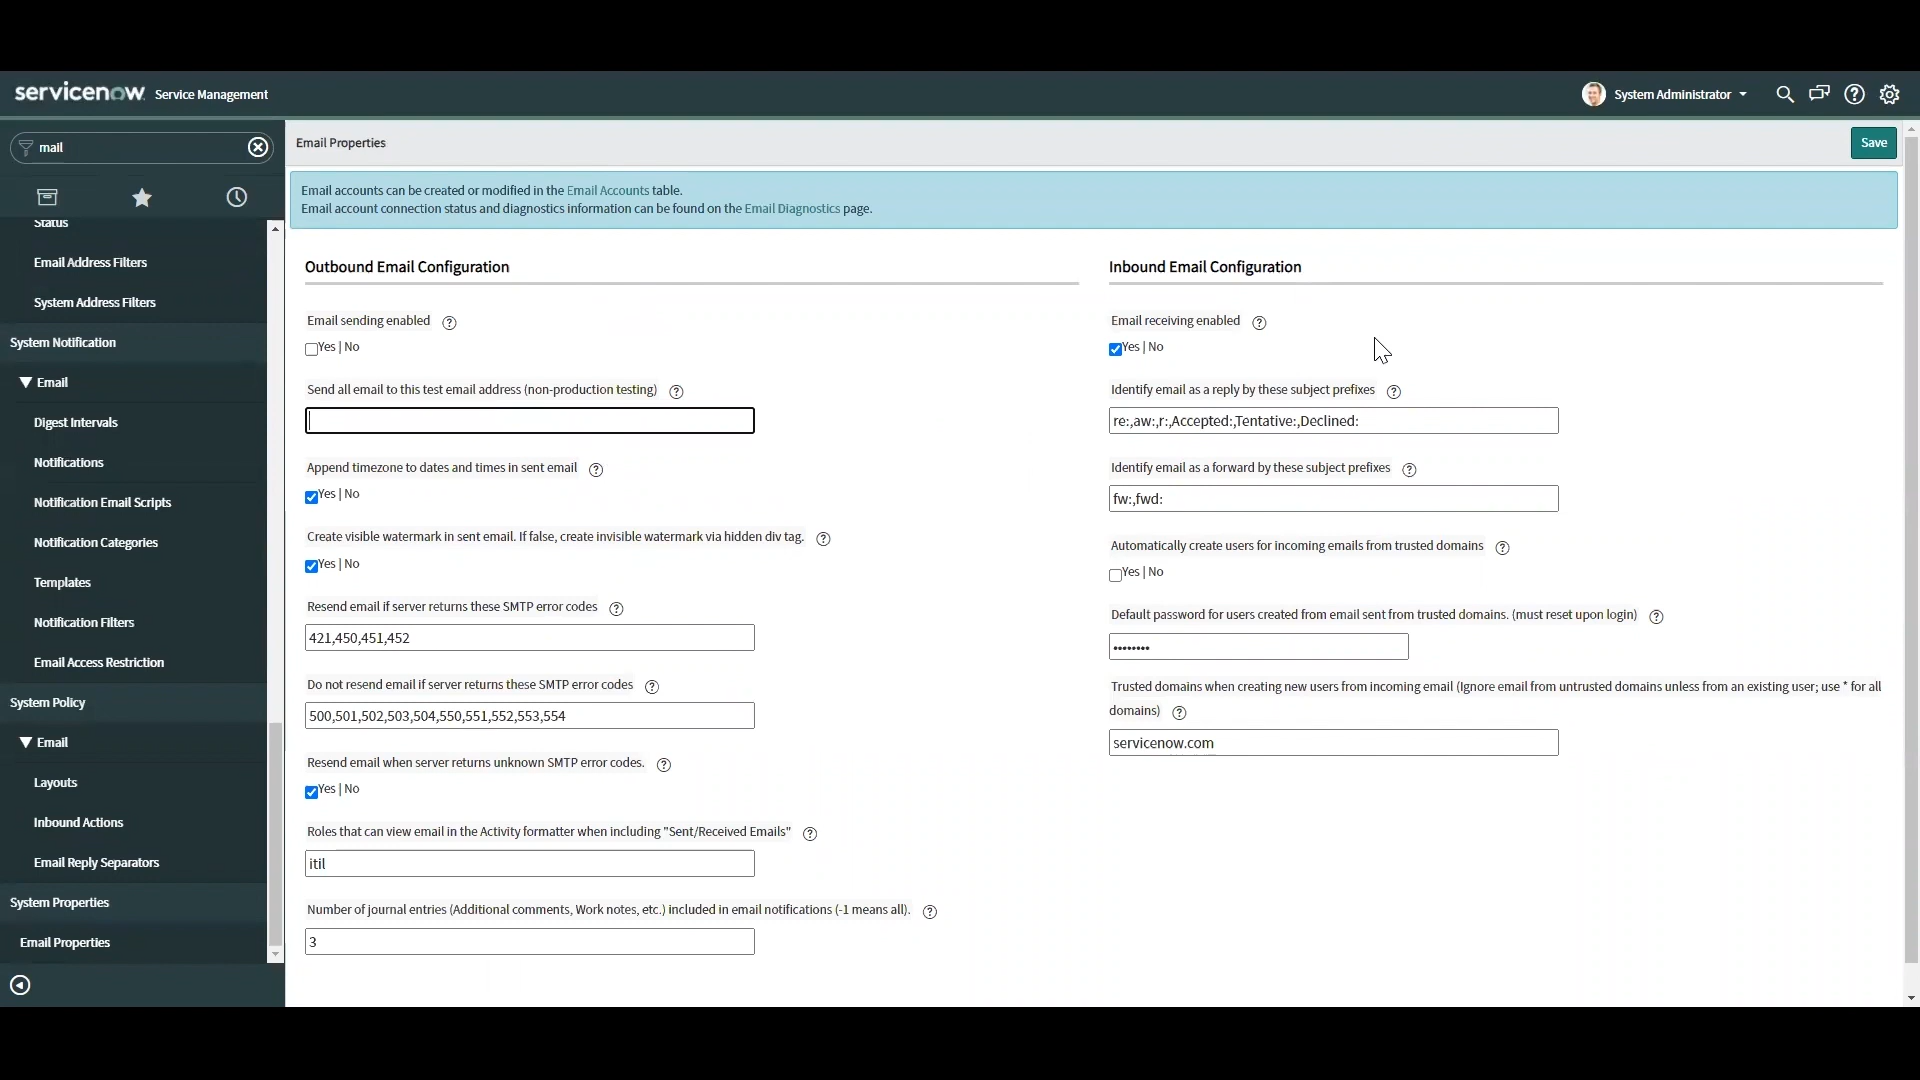 servicenow Service Management
System Administrator
mail
Status
Email Address Filters
System Address Filters
System Notification
Email
Digest Intervals
Notifications
Notification Email Scripts
Notification Categories
Templates
Notification Filters
Email Access Restriction
System Policy
Email
Layouts
Inbound Actions
Email Reply Separators
System Properties
Email Properties
Email Properties
Save
Email accounts can be created or modified in the Email Accounts table.
Email account connection status and diagnostics information can be found on the Email Diagnostics page.
Outbound Email Configuration
Email sending enabled
Yes | No
Send all email to this test email address (non-production testing)
Append timezone to dates and times in sent email
Yes | No
Create visible watermark in sent email. If false, create invisible watermark via hidden div tag.
Yes | No
Resend email if server returns these SMTP error codes
421,450,451,452
Do not resend email if server returns these SMTP error codes
500,501,502,503,504,550,551,552,553,554
Resend email when server returns unknown SMTP error codes.
Yes | No
Roles that can view email in the Activity formatter when including "Sent/Received Emails"
itil
Number of journal entries (Additional comments, Work notes, etc.) included in email notifications (-1 means all).
3
Inbound Email Configuration
Email receiving enabled
Yes | No
Identify email as a reply by these subject prefixes
re:,aw:,r:,Accepted:,Tentative:,Declined:
Identify email as a forward by these subject prefixes
fw:,fwd:
Automatically create users for incoming emails from trusted domains
Yes | No
Default password for users created from email sent from trusted domains. (must reset upon login)
••••••••
Trusted domains when creating new users from incoming email (Ignore email from untrusted domains unless from an existing user; use * for all
domains)
servicenow.com